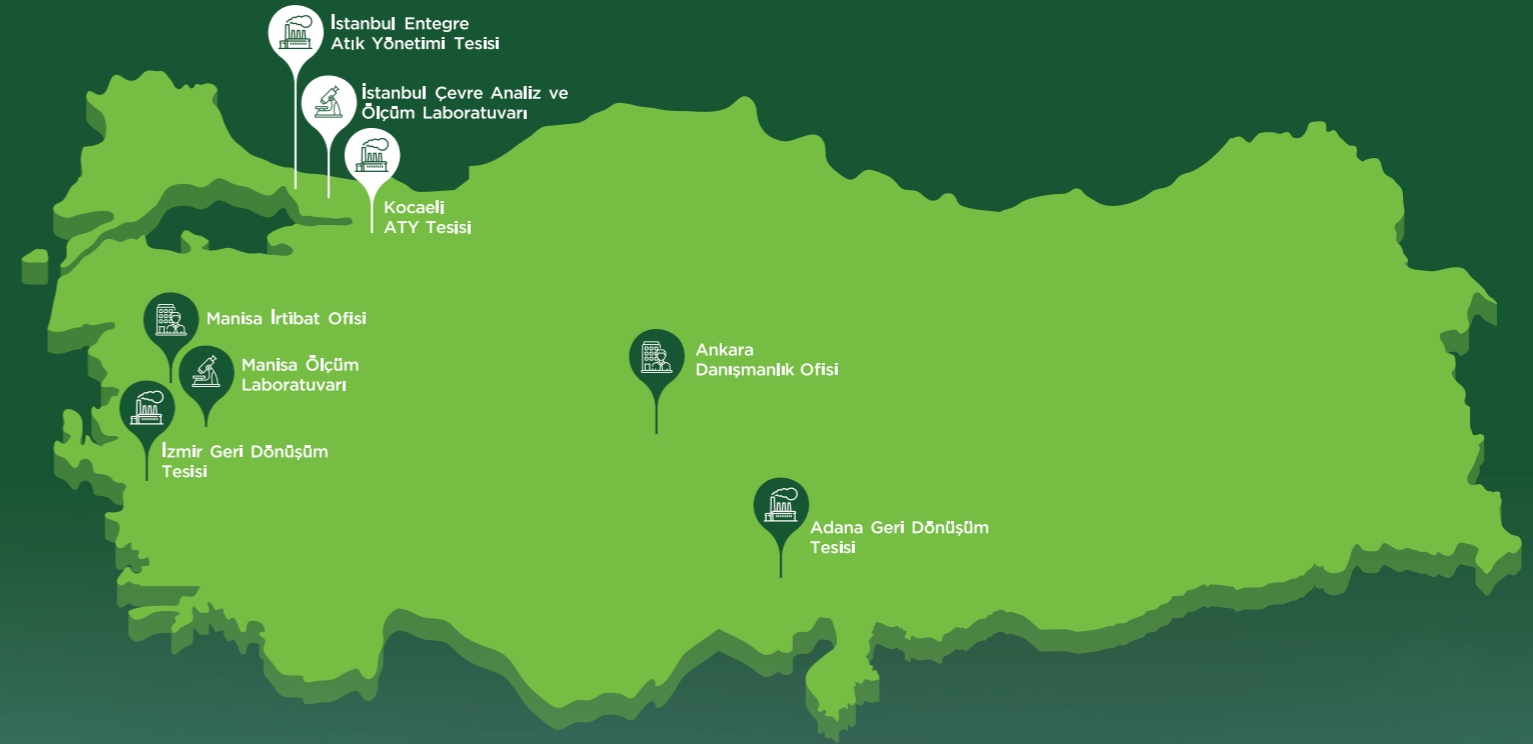 İstanbul Entegre
Atık Yönetimi Tesisi
İstanbul Çevre Analiz ve
Ölçüm Laboratuvarı
Kocaeli
ATY Tesisi
Manisa İrtibat Ofisi
Manisa Ölçüm
Laboratuvarı
İzmir Geri Dönüşüm
Tesisi
Ankara
Danışmanlık Ofisi
Adana Geri Dönüşüm
Tesisi